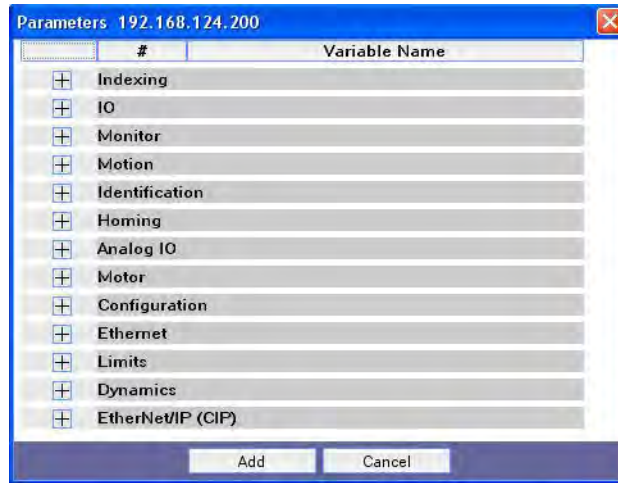 Parameters 192.168.124.200
# Variable Name
Indexing
IO
Monitor
Motion
Identification
Homing
Analog IO
Motor
Configuration
Ethernet
Limits
Dynamics
EtherNet/IP (CIP)
Add Cancel